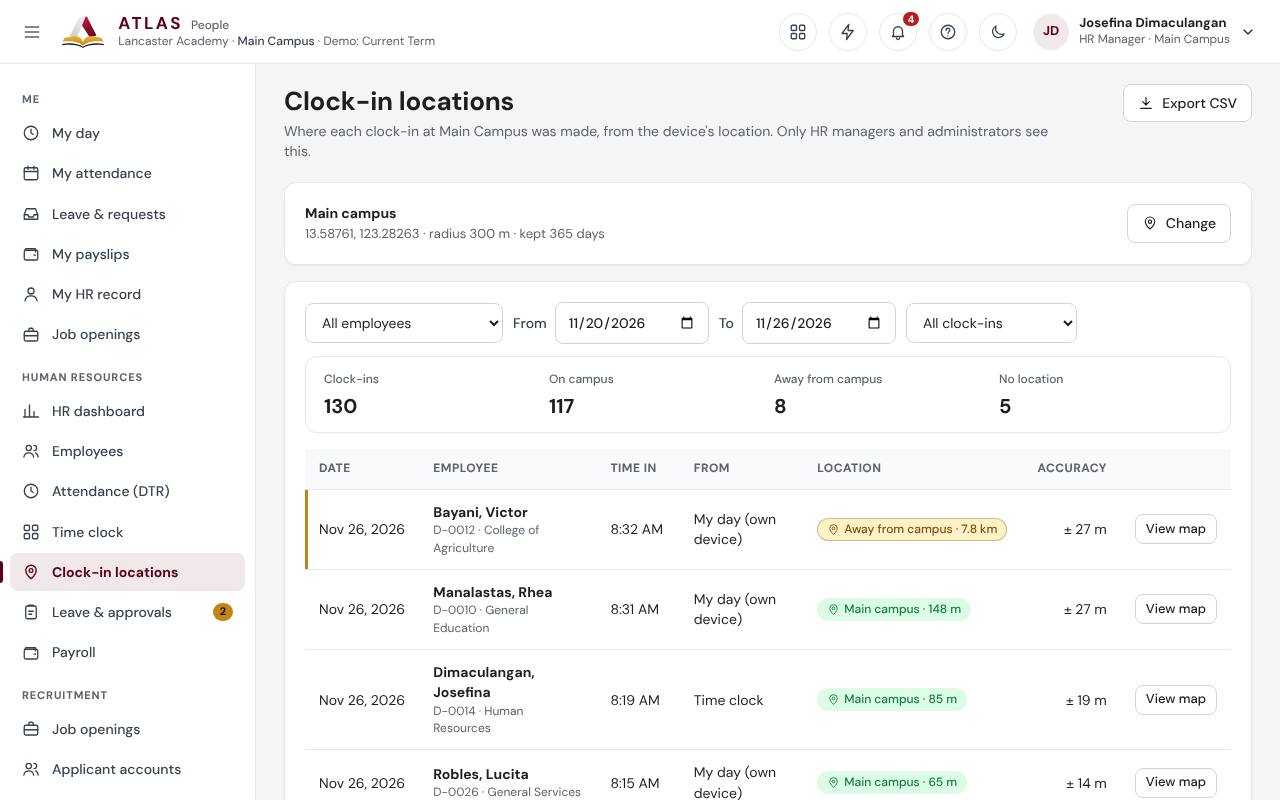 ATLAS People
Lancaster Academy · Main Campus · Demo: Current Term
4
JD
Josefina Dimaculangan
HR Manager · Main Campus
ME
My day
My attendance
Leave & requests
My payslips
My HR record
Job openings
HUMAN RESOURCES
HR dashboard
Employees
Attendance (DTR)
Time clock
Clock-in locations
Leave & approvals 2
Payroll
RECRUITMENT
Job openings
Applicant accounts
Clock-in locations
Export CSV
Where each clock-in at Main Campus was made, from the device's location. Only HR managers and administrators see
this.
Main campus
13.58761, 123.28263 · radius 300 m · kept 365 days
Change
All employees From 11/20/2026 To 11/26/2026 All clock-ins
Clock-ins On campus Away from campus No location
130 117 8 5
DATE EMPLOYEE TIME IN FROM LOCATION ACCURACY
Nov 26, 2026
Bayani, Victor
D-0012 · College of
Agriculture
8:32 AM
My day (own
device)
Away from campus · 7.8 km
± 27 m
View map
Nov 26, 2026
Manalastas, Rhea
D-0010 · General
Education
8:31 AM
My day (own
device)
Main campus · 148 m
± 27 m
View map
Nov 26, 2026
Dimaculangan,
Josefina
D-0014 · Human
Resources
8:19 AM
Time clock
Main campus · 85 m
± 19 m
View map
Nov 26, 2026
Robles, Lucita
D-0026 · General Services
8:15 AM
My day (own
device)
Main campus · 65 m
± 14 m
View map